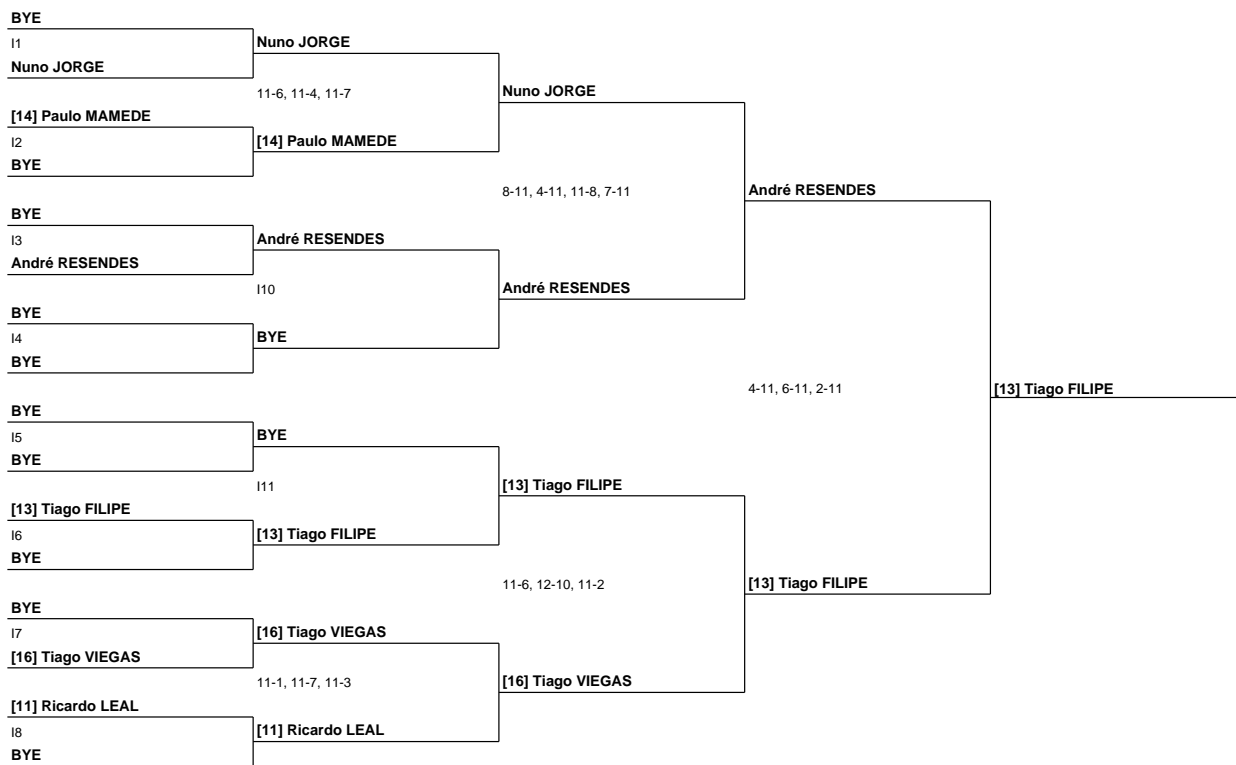 BYE
I1
Nuno JORGE
[14] Paulo MAMEDE
I2
BYE
BYE
I3
André RESENDES
BYE
I4
BYE
BYE
I5
BYE
[13] Tiago FILIPE
I6
BYE
BYE
I7
[16] Tiago VIEGAS
[11] Ricardo LEAL
I8
BYE
Nuno JORGE
11-6, 11-4, 11-7
[14] Paulo MAMEDE
André RESENDES
I10
BYE
BYE
I11
[13] Tiago FILIPE
[16] Tiago VIEGAS
11-1, 11-7, 11-3
[11] Ricardo LEAL
Nuno JORGE
8-11, 4-11, 11-8, 7-11
André RESENDES
[13] Tiago FILIPE
11-6, 12-10, 11-2
[16] Tiago VIEGAS
André RESENDES
4-11, 6-11, 2-11
[13] Tiago FILIPE
[13] Tiago FILIPE